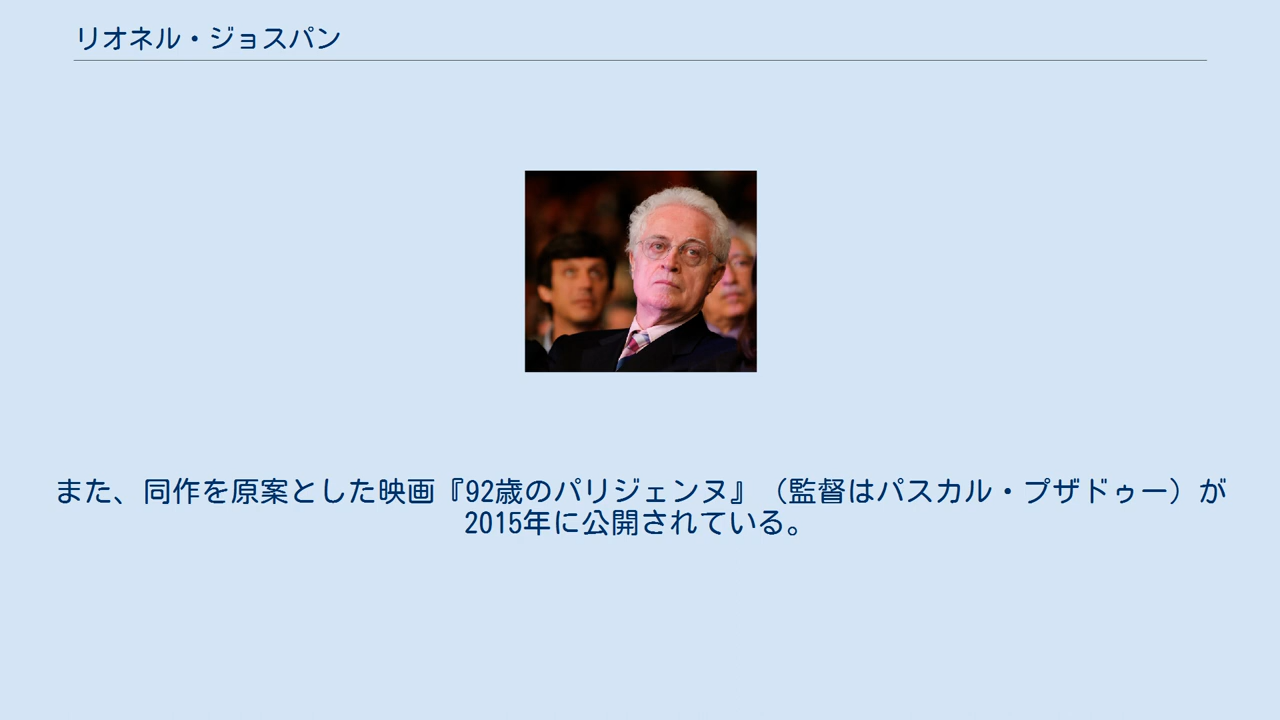 リオネル・ジョスパン
また、同作を原案とした映画『92歳のパリジェンヌ』（監督はパスカル・プザドゥー）が
2015年に公開されている。